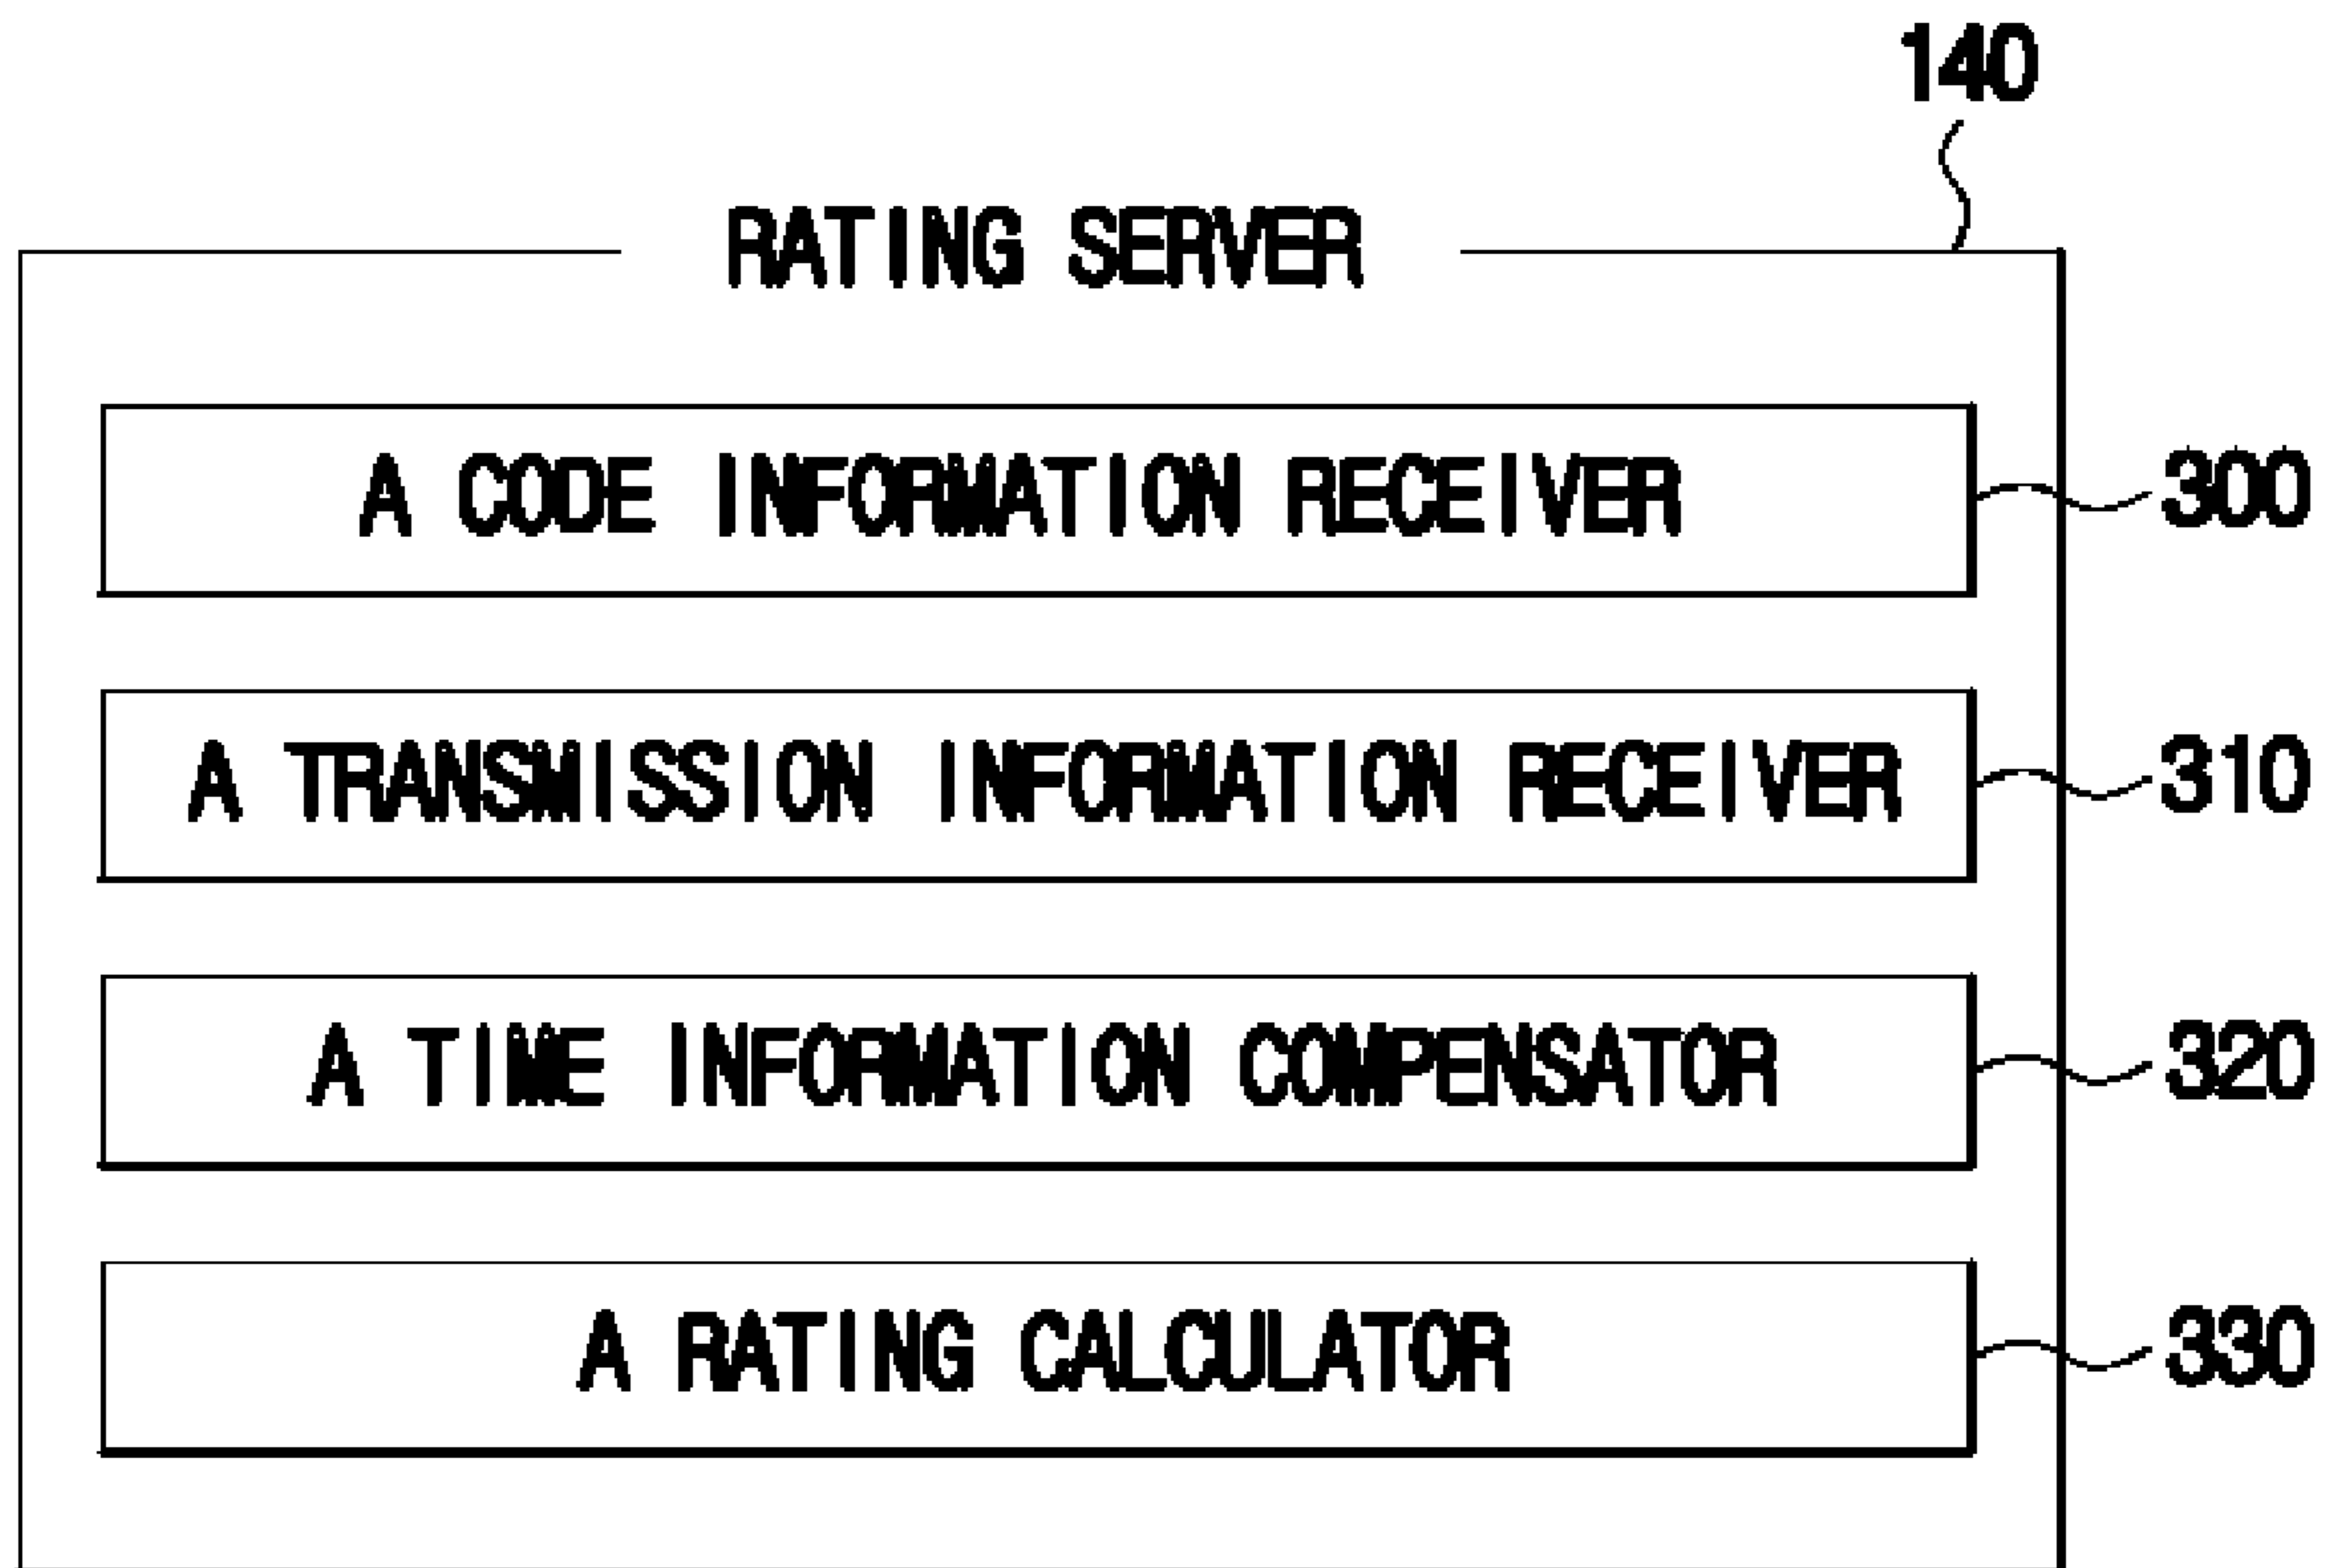 140
RATING SERVER
A CODE INFORMATION RECEIVER
300
A TRANSMISSION INFORMATION RECEIVER
310
A TIME INFORMATION COMPENSATOR
320
A RATING CALCULATOR
330